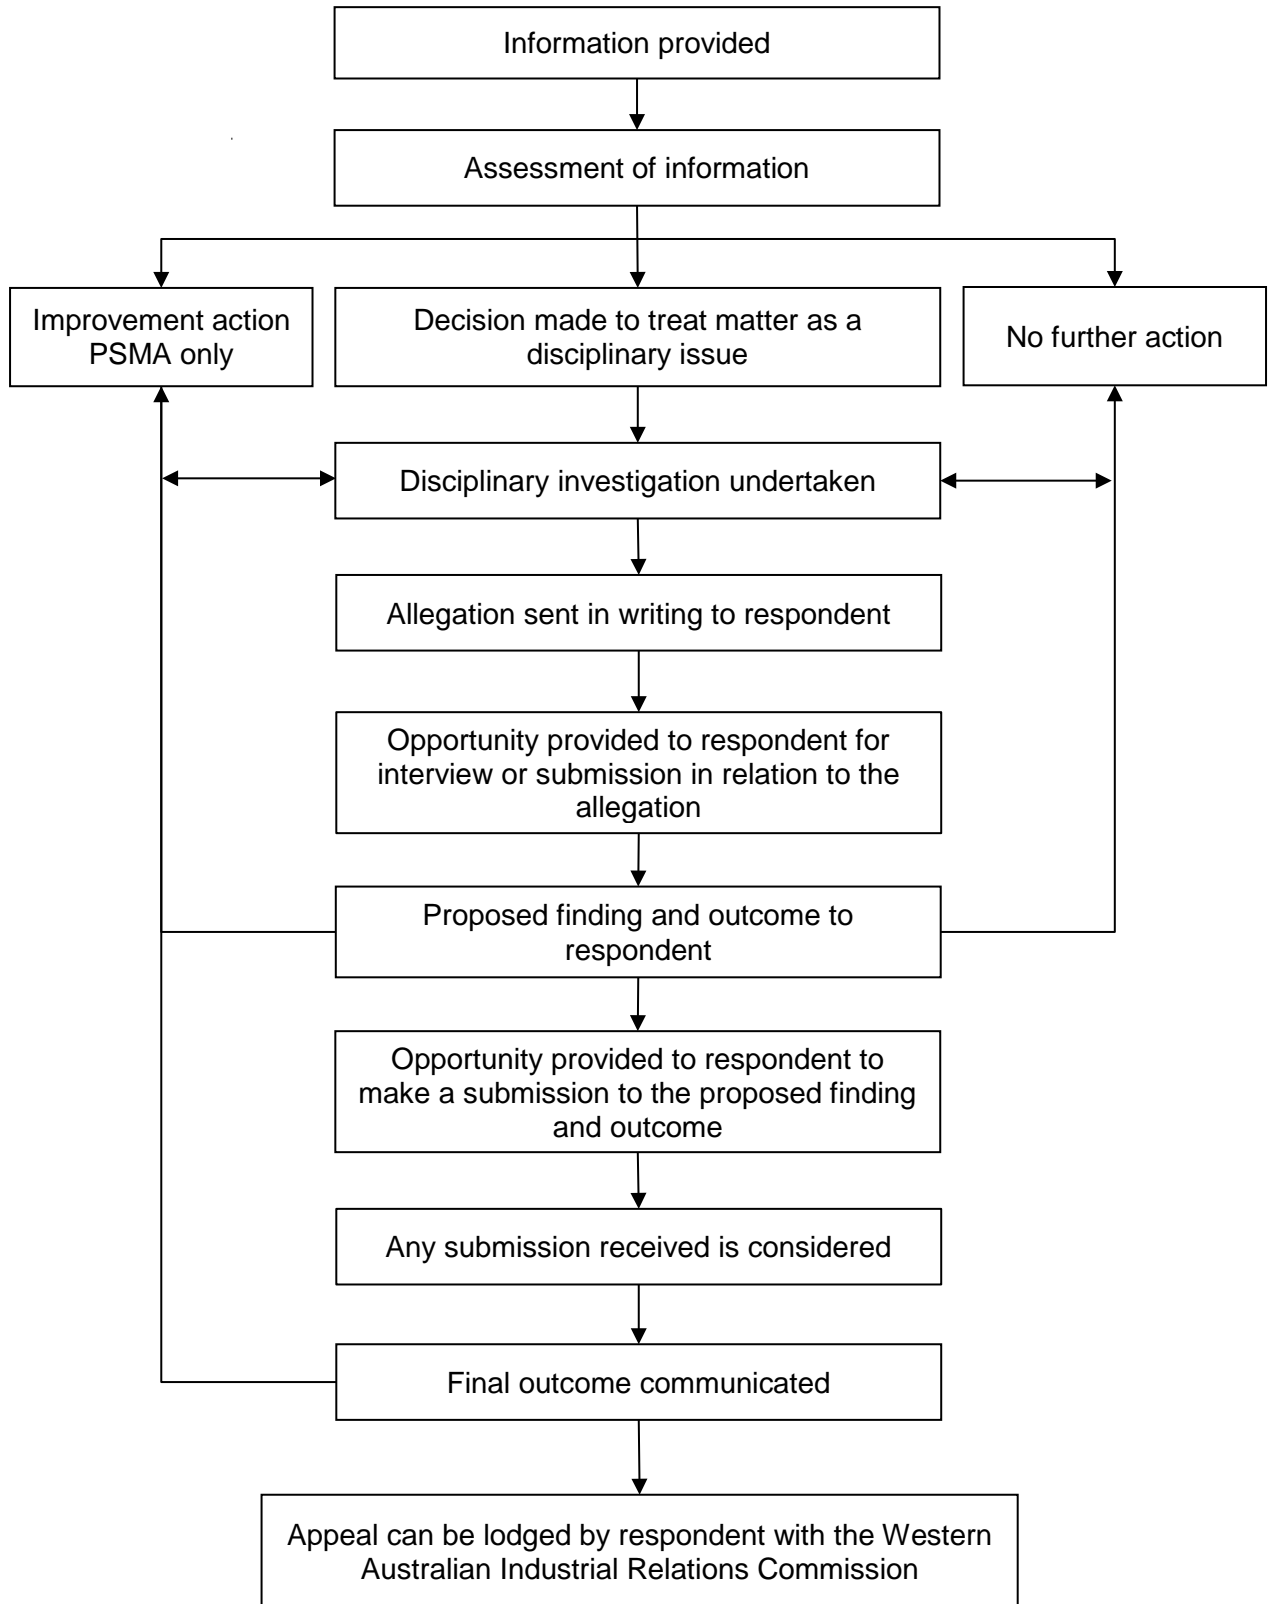 Information provided
Assessment of information
Improvement action
PSMA only
Decision made to treat matter as a
disciplinary issue
No further action
Disciplinary investigation undertaken
Allegation sent in writing to respondent
Opportunity provided to respondent for
interview or submission in relation to the
allegation
Proposed finding and outcome to
respondent
Opportunity provided to respondent to
make a submission to the proposed finding
and outcome
Any submission received is considered
Final outcome communicated
Appeal can be lodged by respondent with the Western
Australian Industrial Relations Commission